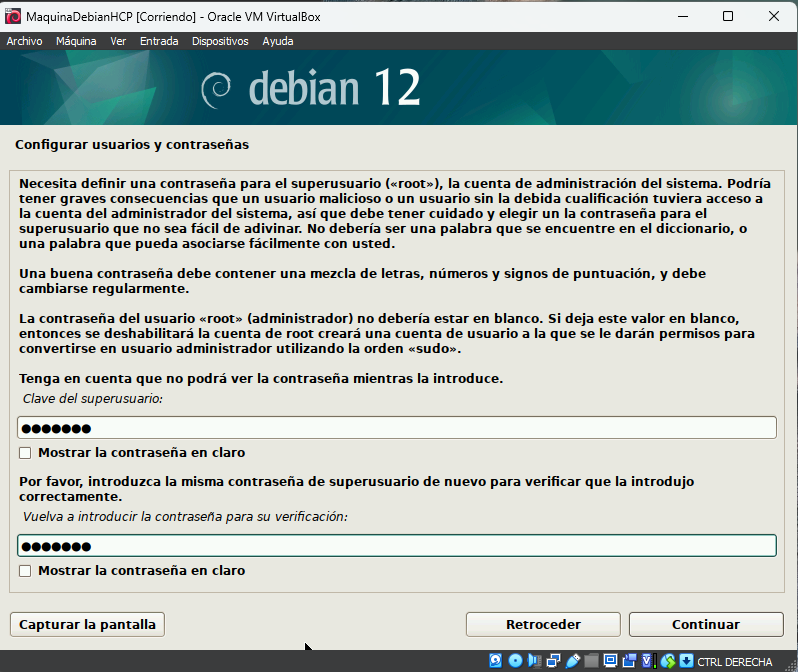 MaquinaDebianHCP [Corriendo] - Oracle VM VirtualBox
Archivo Máquina Ver Entrada Dispositivos Ayuda
debian 12
Configurar usuarios y contraseñas
Necesita definir una contraseña para el superusuario («root»), la cuenta de administración del sistema. Podría
tener graves consecuencias que un usuario malicioso o un usuario sin la debida cualificación tuviera acceso a
la cuenta del administrador del sistema, así que debe tener cuidado y elegir un la contraseña para el
superusuario que no sea fácil de adivinar. No debería ser una palabra que se encuentre en el diccionario, o
una palabra que pueda asociarse fácilmente con usted.
Una buena contraseña debe contener una mezcla de letras, números y signos de puntuación, y debe
cambiarse regularmente.
La contraseña del usuario «root» (administrador) no debería estar en blanco. Si deja este valor en blanco,
entonces se deshabilitará la cuenta de root creará una cuenta de usuario a la que se le darán permisos para
convertirse en usuario administrador utilizando la orden «sudo».
Tenga en cuenta que no podrá ver la contraseña mientras la introduce.
Clave del superusuario:
●●●●●●●
Mostrar la contraseña en claro
Por favor, introduzca la misma contraseña de superusuario de nuevo para verificar que la introdujo
correctamente.
Vuelva a introducir la contraseña para su verificación:
●●●●●●●
Mostrar la contraseña en claro
Capturar la pantalla Retroceder Continuar
CTRL DERECHA